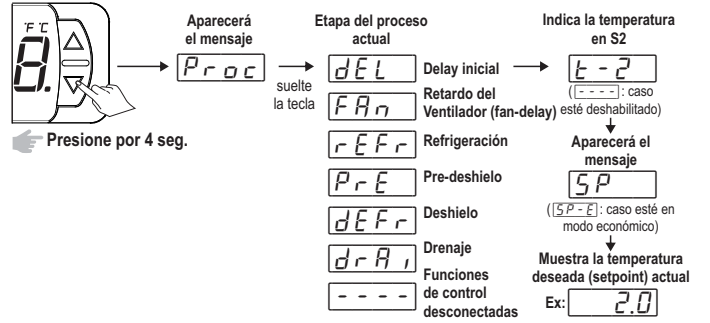 °F °C
8.
Presione por 4 seg.
Aparecerá
el mensaje
Proc
suelte
la tecla
Etapa del proceso
actual
dEL
Delay inicial
FAn
Retardo del
Ventilador (fan-delay)
rEFr
Refrigeración
PrE
Pre-deshielo
dEFr
Deshielo
drAi
Drenaje
----
Funciones
de control
desconectadas
Indica la temperatura
en S2
t-2
(----: caso
esté deshabilitado)
Aparecerá el
mensaje
SP
(SP-E: caso esté en
modo económico)
Muestra la temperatura
deseada (setpoint) actual
Ex: 2.0